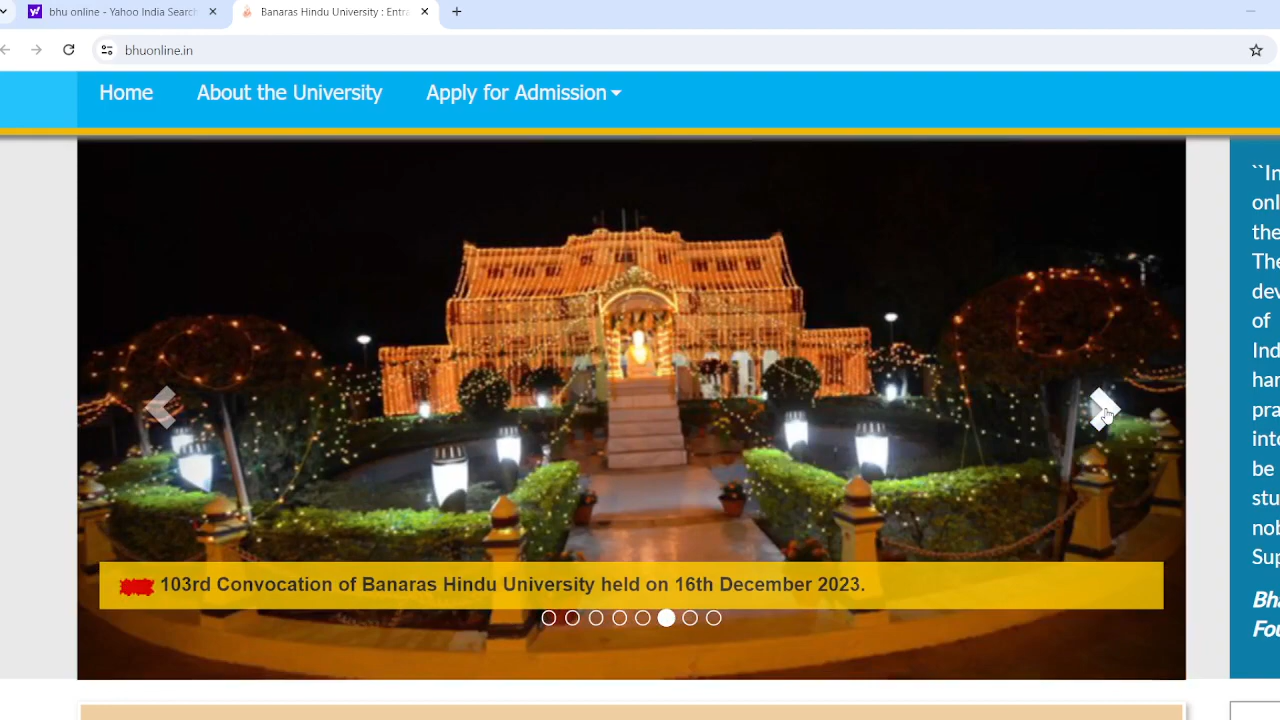 bhu online - Yahoo India Search
Banaras Hindu University : Entra
bhuonline.in
Home
About the University
Apply for Admission
103rd Convocation of Banaras Hindu University held on 16th December 2023.
``In
onl
the
The
dev
of
Ind
har
pra
into
be
stu
nob
Sup
Bha
Fou